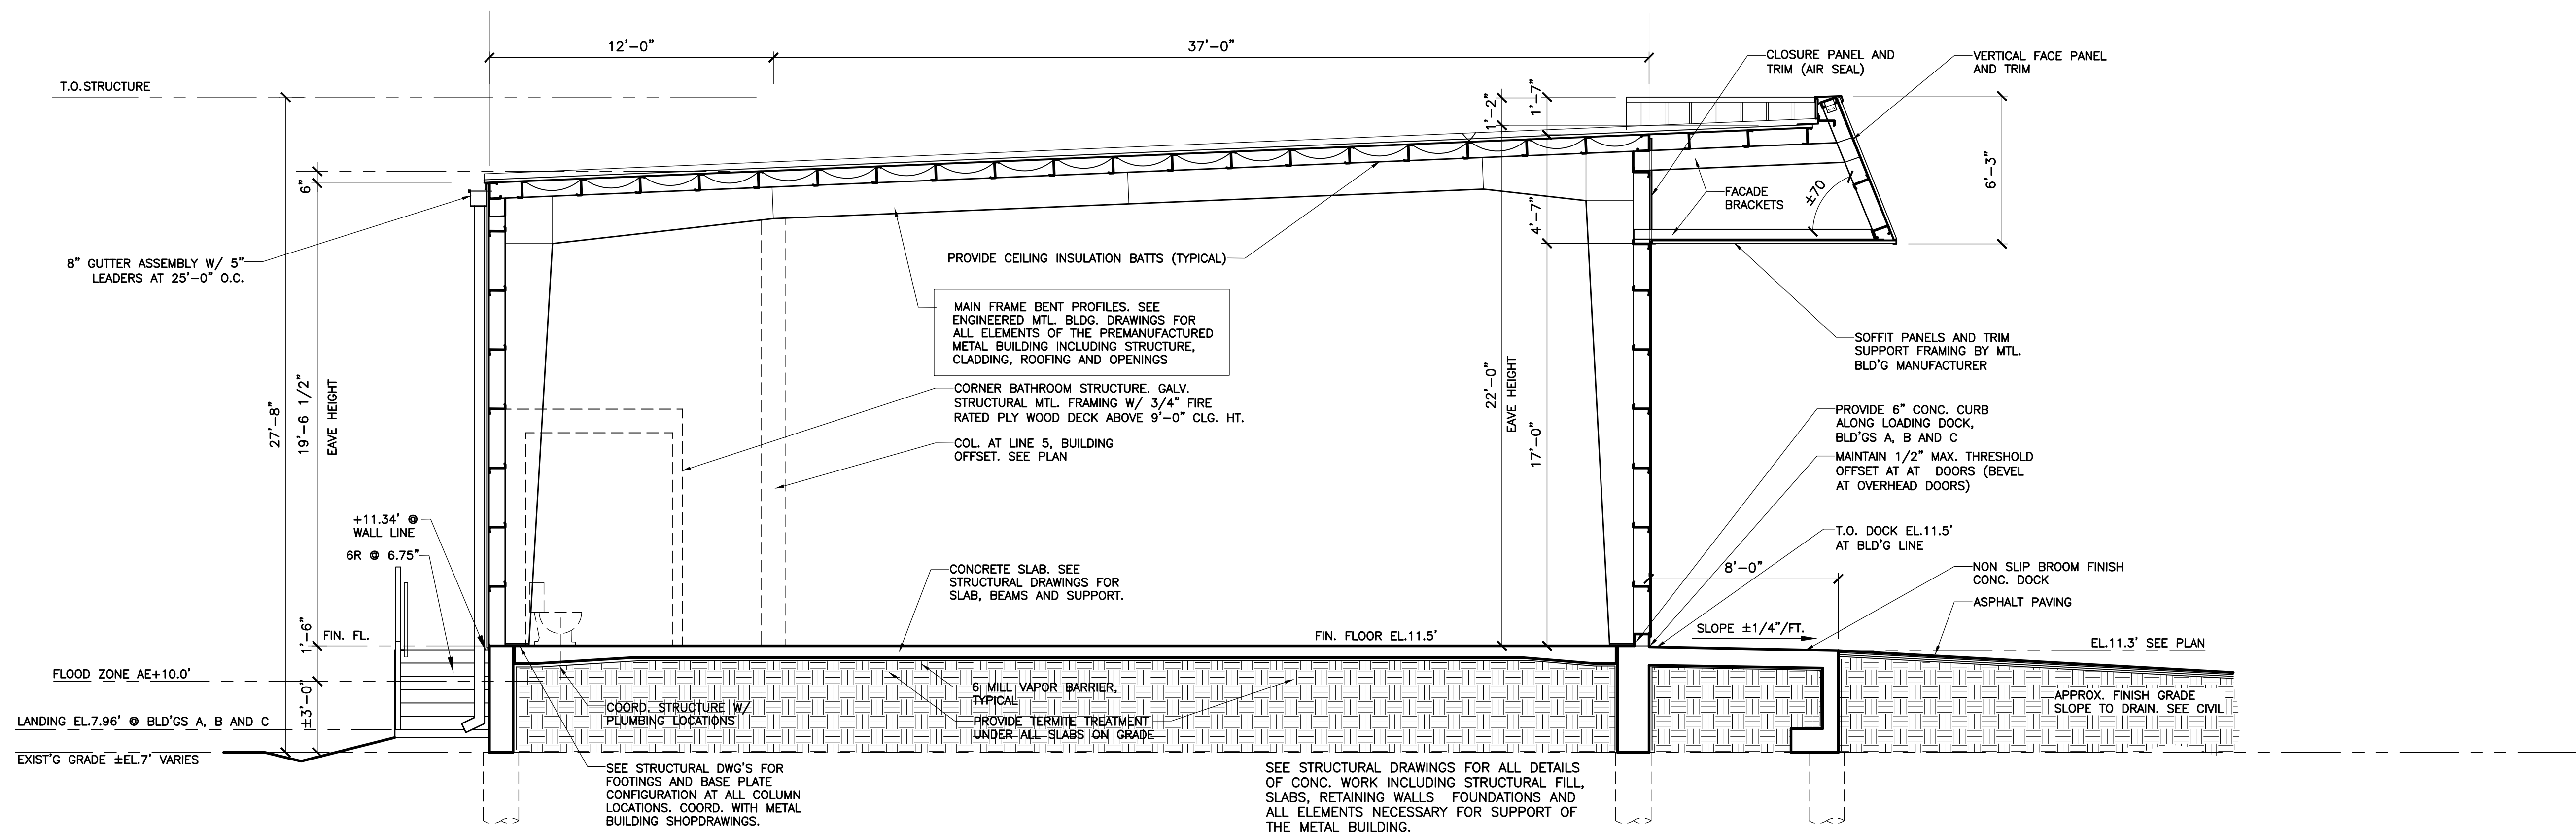 12'-0"
37'-0"
T.O.STRUCTURE
CLOSURE PANEL AND
TRIM (AIR SEAL)
VERTICAL FACE PANEL
AND TRIM
1'-2"
1'-7"
6'-3"
6"
FACADE
BRACKETS
±70
4'-7"
8" GUTTER ASSEMBLY W/ 5"
LEADERS AT 25'-0" O.C.
PROVIDE CEILING INSULATION BATTS (TYPICAL)
MAIN FRAME BENT PROFILES. SEE
ENGINEERED MTL. BLDG. DRAWINGS FOR
ALL ELEMENTS OF THE PREMANUFACTURED
METAL BUILDING INCLUDING STRUCTURE,
CLADDING, ROOFING AND OPENINGS
SOFFIT PANELS AND TRIM
SUPPORT FRAMING BY MTL.
BLD'G MANUFACTURER
27'-8"
19'-6 1/2"
EAVE HEIGHT
CORNER BATHROOM STRUCTURE. GALV.
STRUCTURAL MTL. FRAMING W/ 3/4" FIRE
RATED PLY WOOD DECK ABOVE 9'-0" CLG. HT.
COL. AT LINE 5, BUILDING
OFFSET. SEE PLAN
22'-0"
EAVE HEIGHT
17'-0"
PROVIDE 6" CONC. CURB
ALONG LOADING DOCK,
BLD'GS A, B AND C
MAINTAIN 1/2" MAX. THRESHOLD
OFFSET AT AT DOORS (BEVEL
AT OVERHEAD DOORS)
+11.34' @
WALL LINE
6R @ 6.75"
T.O. DOCK EL.11.5'
AT BLD'G LINE
8'-0"
CONCRETE SLAB. SEE
STRUCTURAL DRAWINGS FOR
SLAB, BEAMS AND SUPPORT.
NON SLIP BROOM FINISH
CONC. DOCK
ASPHALT PAVING
1'-6"
FIN. FL.
FIN. FLOOR EL.11.5'
SLOPE ±1/4"/FT.
EL.11.3' SEE PLAN
FLOOD ZONE AE+10.0'
±3'-0"
6 MILL VAPOR BARRIER,
TYPICAL
COORD. STRUCTURE W/
PLUMBING LOCATIONS
PROVIDE TERMITE TREATMENT
UNDER ALL SLABS ON GRADE
APPROX. FINISH GRADE
SLOPE TO DRAIN. SEE CIVIL
LANDING EL.7.96' @ BLD'GS A, B AND C
EXIST'G GRADE ±EL.7' VARIES
SEE STRUCTURAL DWG'S FOR
FOOTINGS AND BASE PLATE
CONFIGURATION AT ALL COLUMN
LOCATIONS. COORD. WITH METAL
BUILDING SHOPDRAWINGS.
SEE STRUCTURAL DRAWINGS FOR ALL DETAILS
OF CONC. WORK INCLUDING STRUCTURAL FILL,
SLABS, RETAINING WALLS FOUNDATIONS AND
ALL ELEMENTS NECESSARY FOR SUPPORT OF
THE METAL BUILDING.